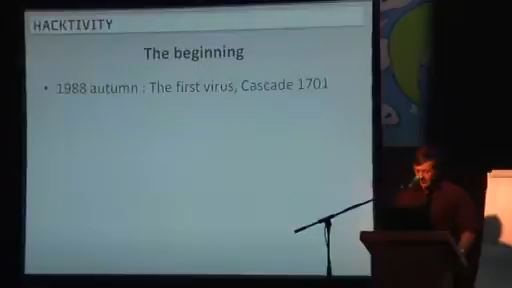 HACKTIVITY
The beginning
• 1988 autumn : The first virus, Cascade 1701